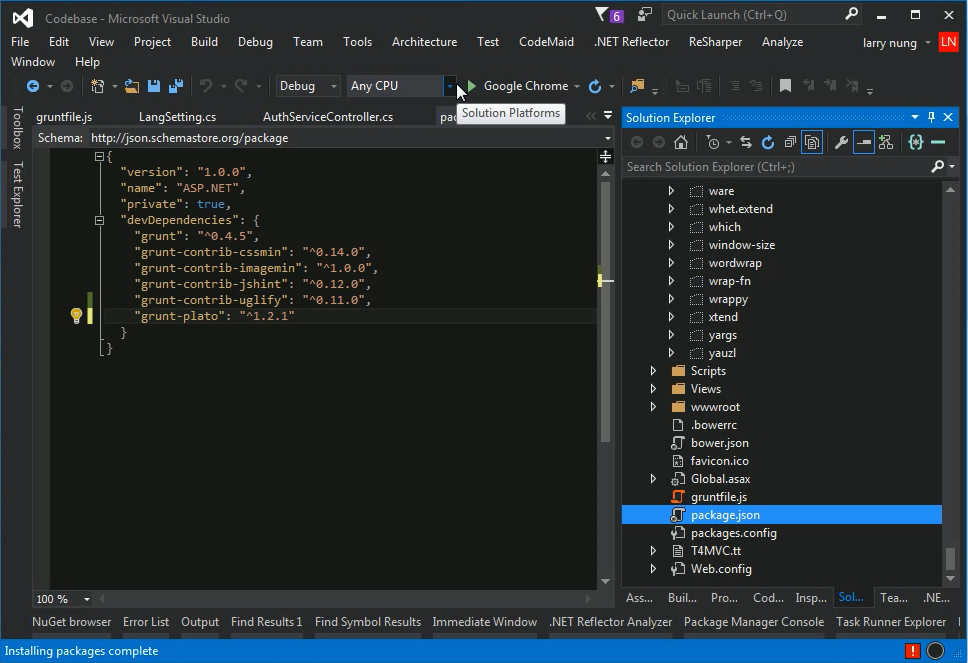 Codebase - Microsoft Visual Studio
6
Quick Launch (Ctrl+Q)
File Edit View Project Build Debug Team Tools Architecture Test CodeMaid .NET Reflector ReSharper Analyze
larry nung LN
Window Help
Debug Any CPU Google Chrome
Solution Platforms
Toolbox
Test Explorer
gruntfile.js LangSetting.cs AuthServiceController.cs pac
Schema: http://json.schemastore.org/package
{
"version": "1.0.0",
"name": "ASP.NET",
"private": true,
"devDependencies": {
"grunt": "^0.4.5",
"grunt-contrib-cssmin": "^0.14.0",
"grunt-contrib-imagemin": "^1.0.0",
"grunt-contrib-jshint": "^0.12.0",
"grunt-contrib-uglify": "^0.11.0",
"grunt-plato": "^1.2.1"
}
}
100 %
Solution Explorer
Search Solution Explorer (Ctrl+;)
ware
whet.extend
which
window-size
wordwrap
wrap-fn
wrappy
xtend
yargs
yauzl
Scripts
Views
wwwroot
.bowerrc
bower.json
favicon.ico
Global.asax
gruntfile.js
package.json
packages.config
T4MVC.tt
Web.config
Ass... Buil... Pro... Cod... Insp... Sol... Tea... .NE...
NuGet browser Error List Output Find Results 1 Find Symbol Results Immediate Window .NET Reflector Analyzer Package Manager Console Task Runner Explorer
Installing packages complete